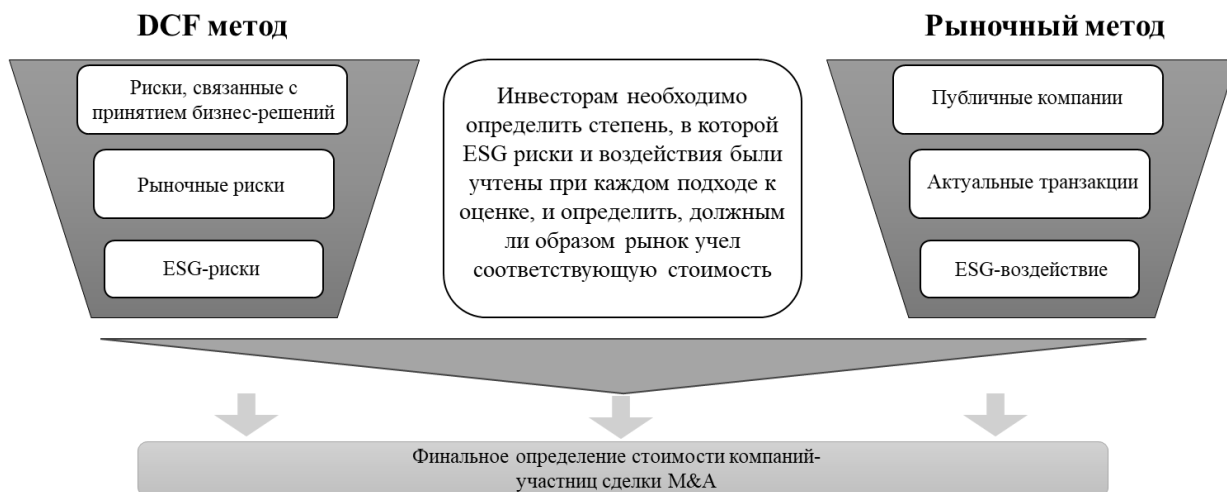 DCF метод
Риски, связанные с
принятием бизнес-решений
Рыночные риски
ESG-риски
Инвесторам необходимо
определить степень, в которой
ESG риски и воздействия были
учтены при каждом подходе к
оценке, и определить, должным
ли образом рынок учел
соответствующую стоимость
Рыночный метод
Публичные компании
Актуальные транзакции
ESG-воздействие
Финальное определение стоимости компаний-
участниц сделки M&A